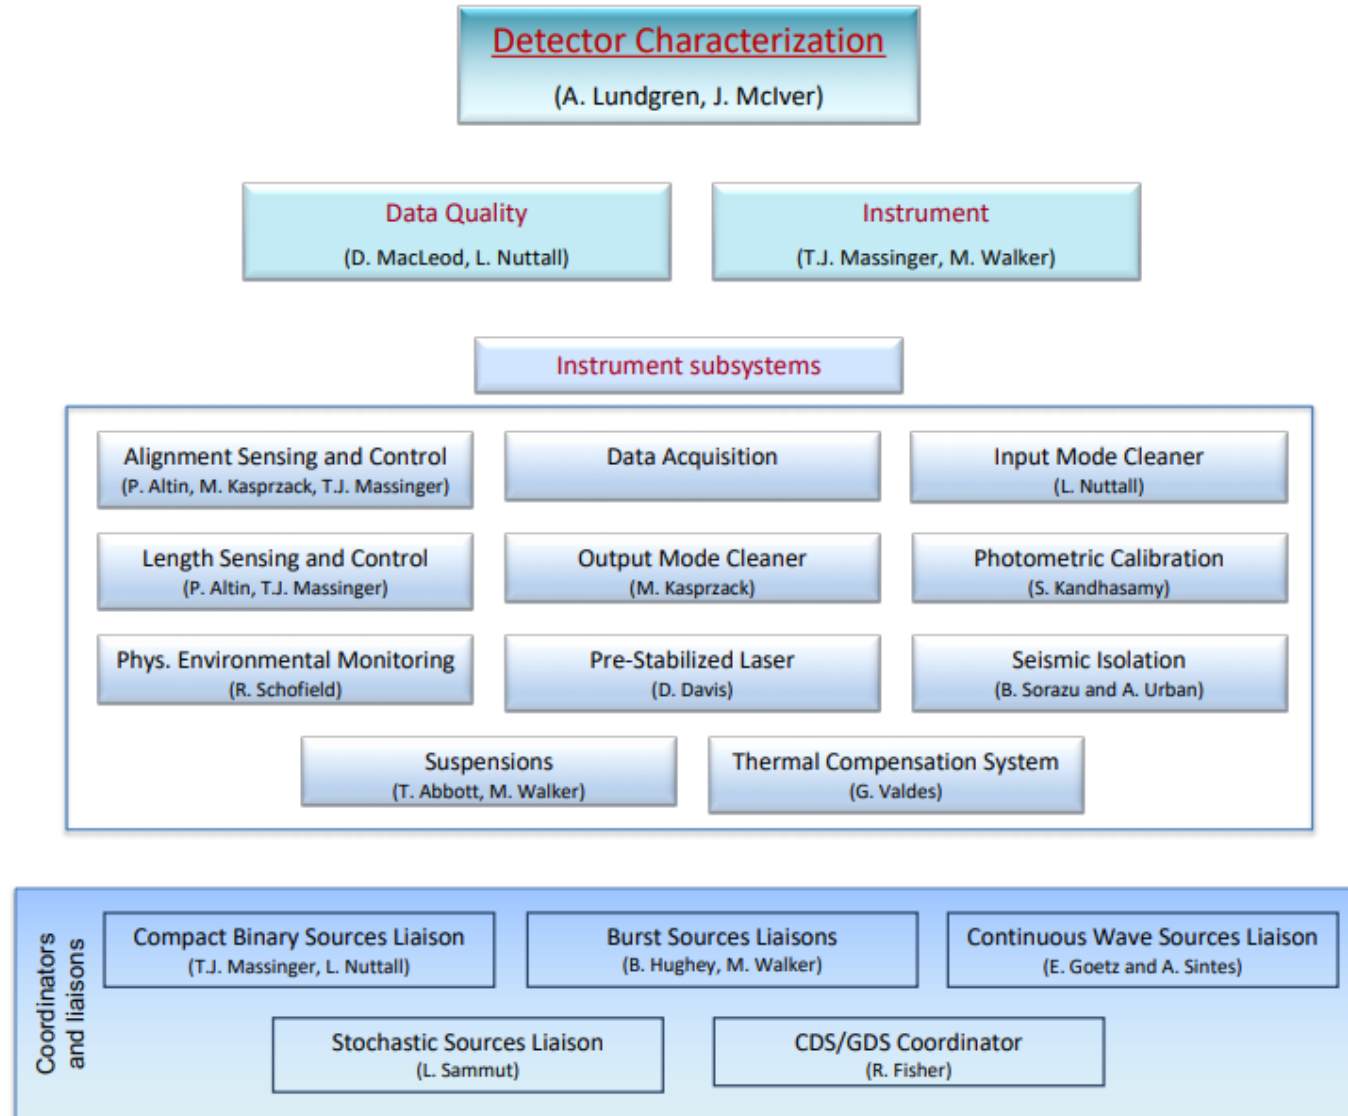 Detector Characterization
(A. Lundgren, J. McIver)
Data Quality
(D. MacLeod, L. Nuttall)
Instrument
(T.J. Massinger, M. Walker)
Instrument subsystems
Alignment Sensing and Control
(P. Altin, M. Kasprzack, T.J. Massinger)
Data Acquisition
Input Mode Cleaner
(L. Nuttall)
Length Sensing and Control
(P. Altin, T.J. Massinger)
Output Mode Cleaner
(M. Kasprzack)
Photometric Calibration
(S. Kandhasamy)
Phys. Environmental Monitoring
(R. Schofield)
Pre-Stabilized Laser
(D. Davis)
Seismic Isolation
(B. Sorazu and A. Urban)
Suspensions
(T. Abbott, M. Walker)
Thermal Compensation System
(G. Valdes)
Coordinators
and liaisons
Compact Binary Sources Liaison
(T.J. Massinger, L. Nuttall)
Burst Sources Liaisons
(B. Hughey, M. Walker)
Continuous Wave Sources Liaison
(E. Goetz and A. Sintes)
Stochastic Sources Liaison
(L. Sammut)
CDS/GDS Coordinator
(R. Fisher)